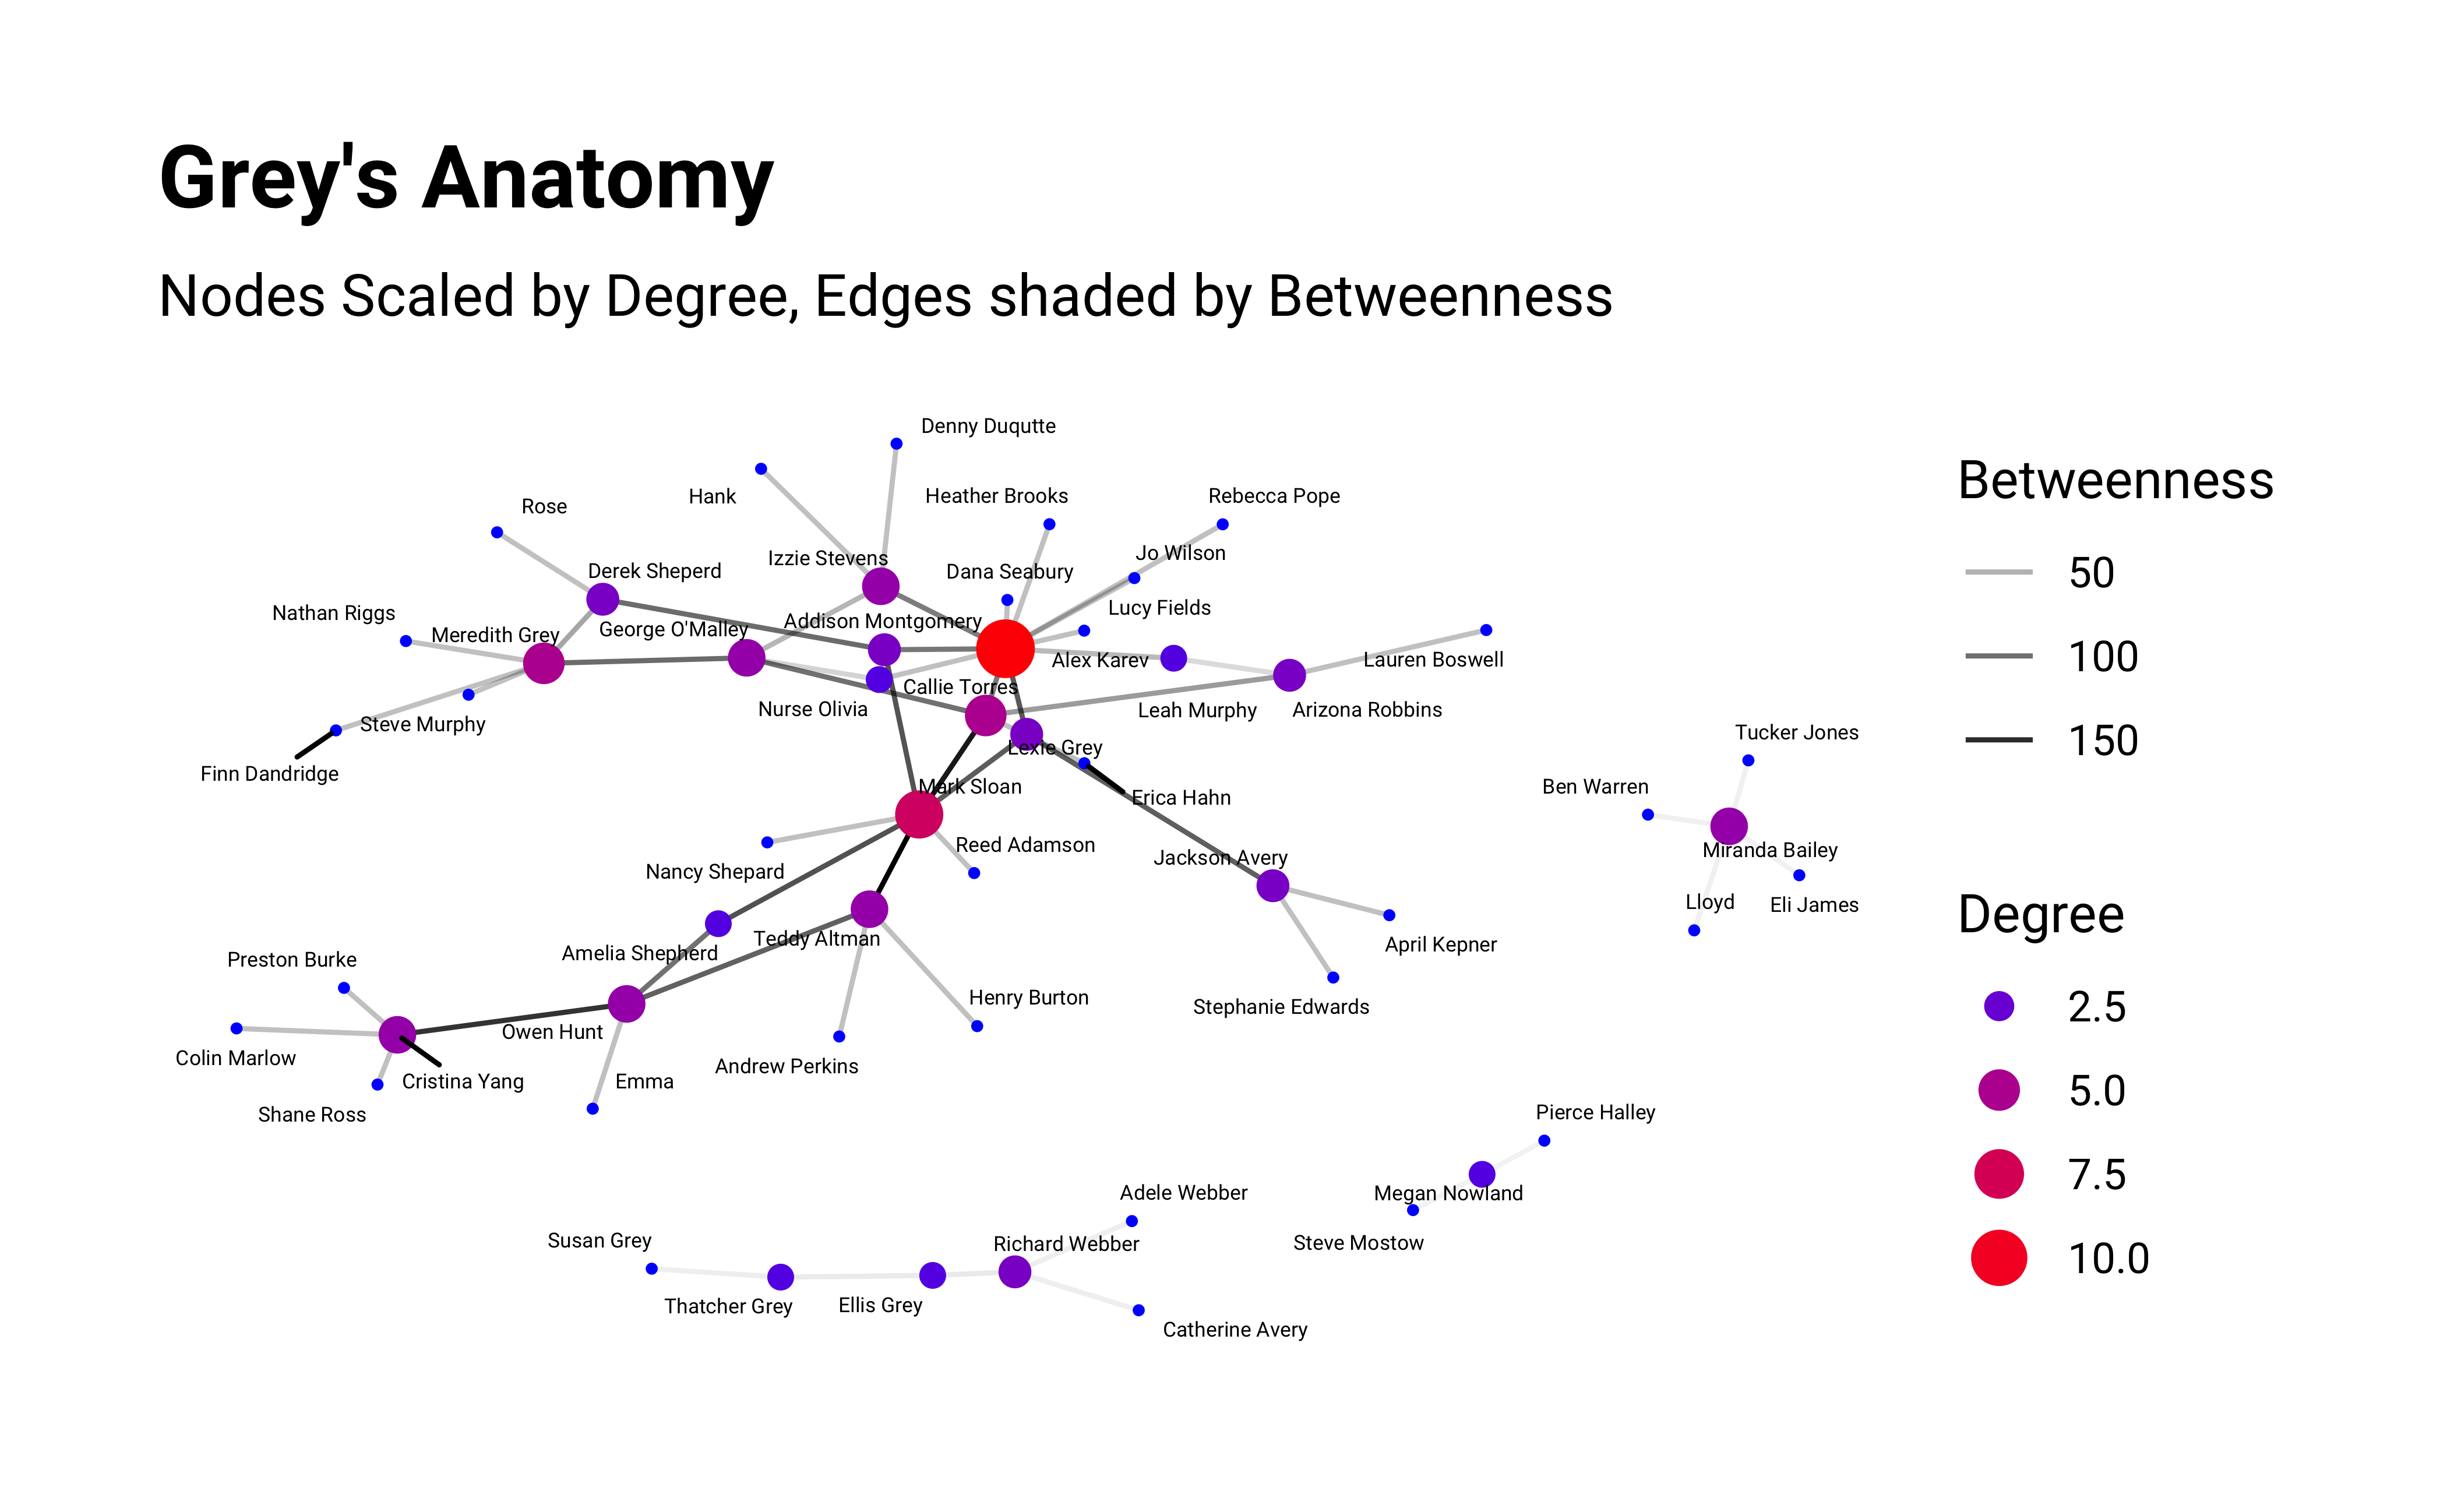 Grey's Anatomy
Nodes Scaled by Degree, Edges shaded by Betweenness
Denny Duqutte
Hank
Heather Brooks
Rebecca Pope
Rose
Izzie Stevens
Jo Wilson
Derek Sheperd
Dana Seabury
Nathan Riggs
Meredith Grey
George O'Malley
Addison Montgomery
Lucy Fields
Alex Karev
Lauren Boswell
Callie Torres
Nurse Olivia
Leah Murphy
Arizona Robbins
Steve Murphy
Lexie Grey
Finn Dandridge
Mark Sloan
Erica Hahn
Tucker Jones
Ben Warren
Reed Adamson
Jackson Avery
Miranda Bailey
Nancy Shepard
Lloyd
Eli James
Amelia Shepherd
Teddy Altman
April Kepner
Preston Burke
Henry Burton
Stephanie Edwards
Owen Hunt
Colin Marlow
Andrew Perkins
Cristina Yang
Emma
Shane Ross
Pierce Halley
Adele Webber
Megan Nowland
Susan Grey
Richard Webber
Steve Mostow
Thatcher Grey
Ellis Grey
Catherine Avery
Betweenness
50
100
150
Degree
2.5
5.0
7.5
10.0